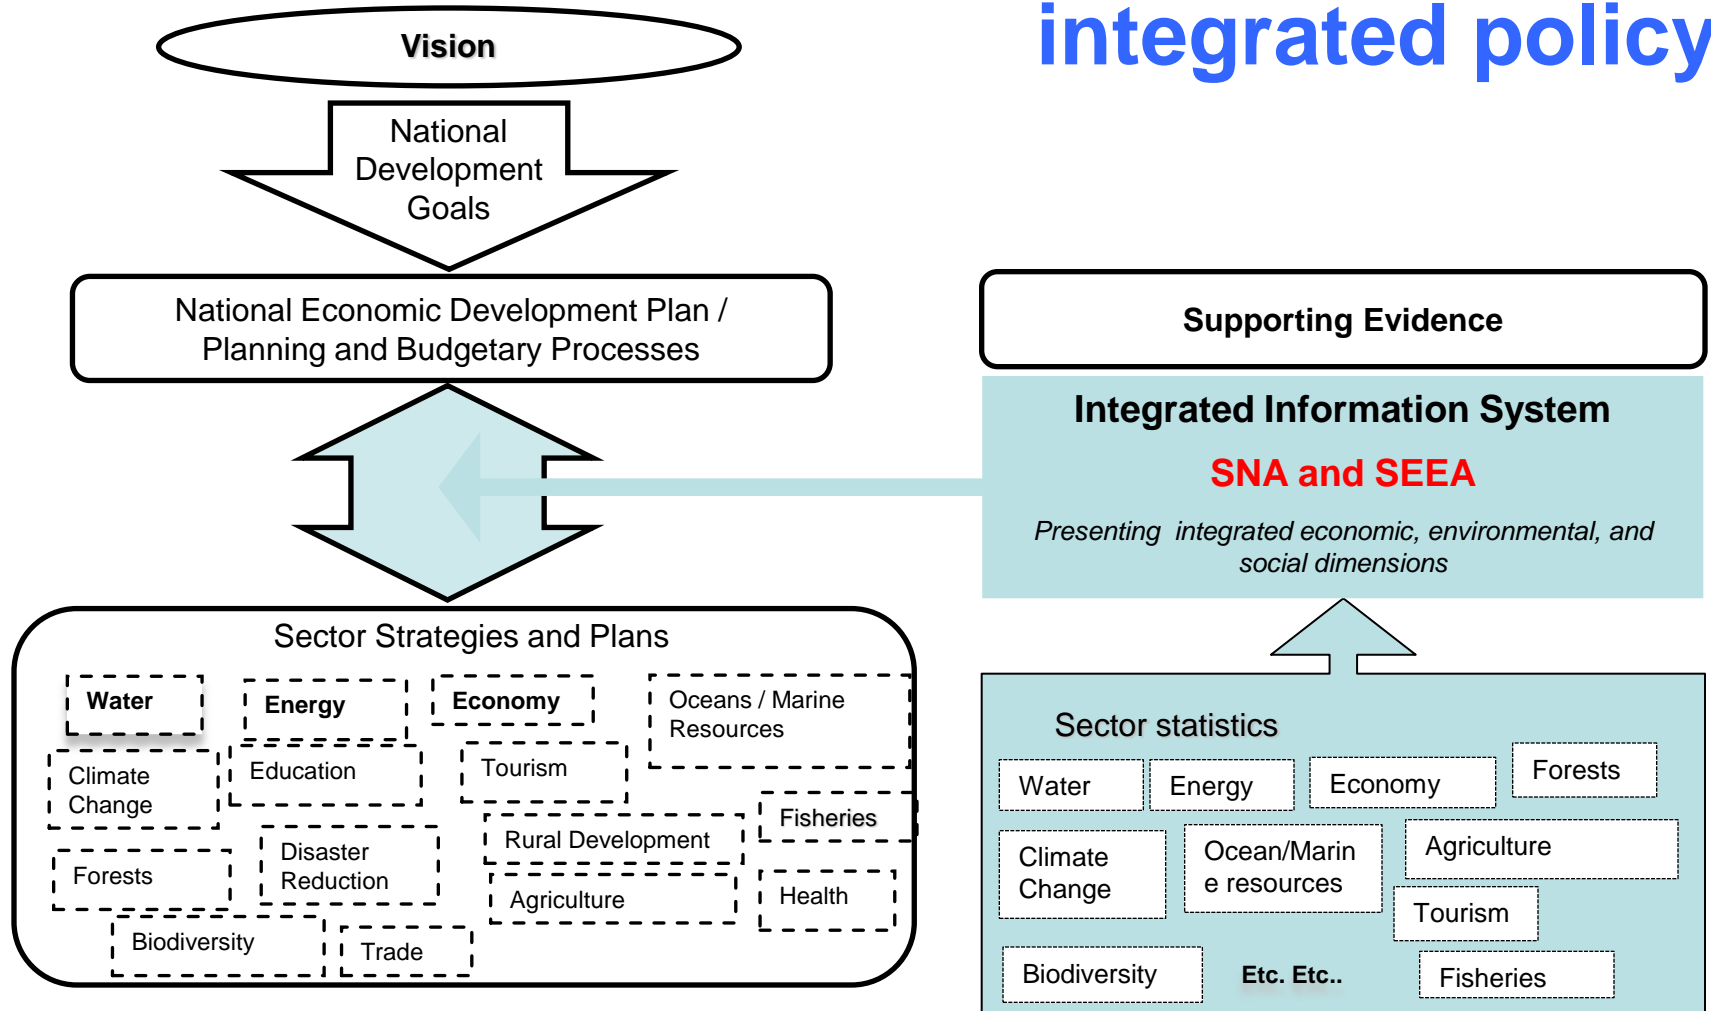 integrated policy
Vision
National
Development
Goals
National Economic Development Plan /
Planning and Budgetary Processes
Supporting Evidence
Integrated Information System
SNA and SEEA
Presenting integrated economic, environmental, and
social dimensions
Sector Strategies and Plans
Water
Energy
Economy
Oceans / Marine
Resources
Climate
Change
Education
Tourism
Fisheries
Rural Development
Disaster
Reduction
Forests
Agriculture
Health
Biodiversity
Trade
Sector statistics
Water
Energy
Economy
Forests
Climate
Change
Ocean/Marin
e resources
Agriculture
Tourism
Biodiversity
Etc. Etc..
Fisheries